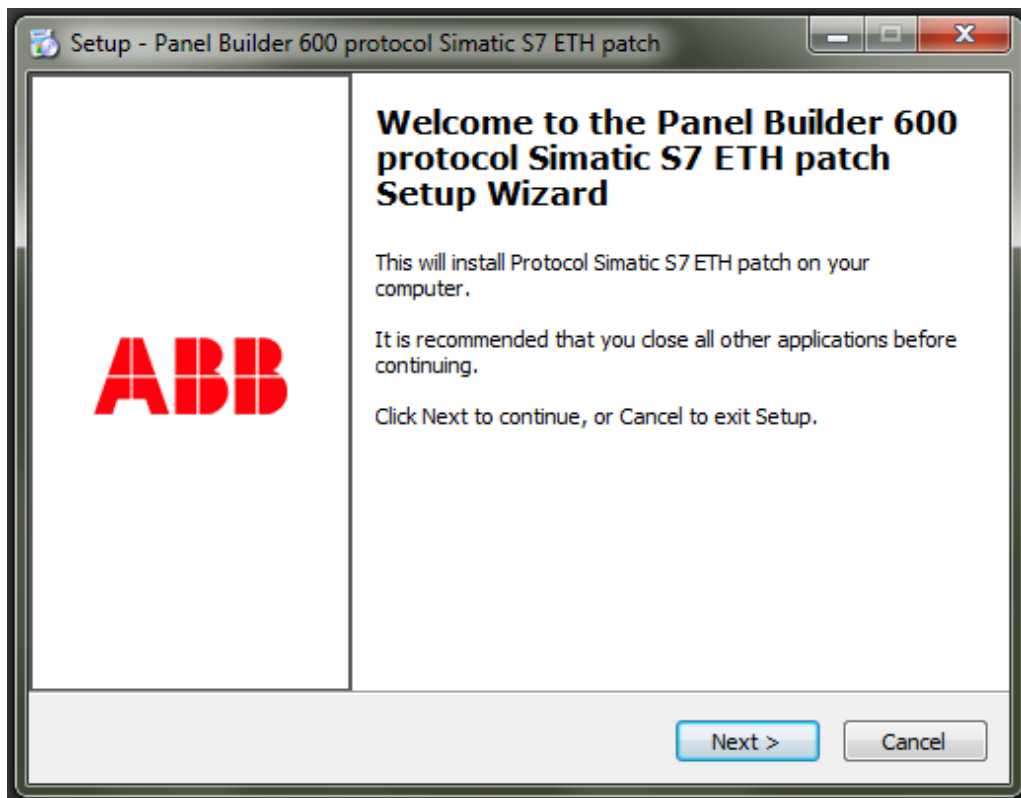 Setup - Panel Builder 600 protocol Simatic S7 ETH patch
X
ABB
Welcome to the Panel Builder 600
protocol Simatic S7 ETH patch
Setup Wizard
This will install Protocol Simatic S7 ETH patch on your
computer.
It is recommended that you close all other applications before
continuing.
Click Next to continue, or Cancel to exit Setup.
Next >
Cancel